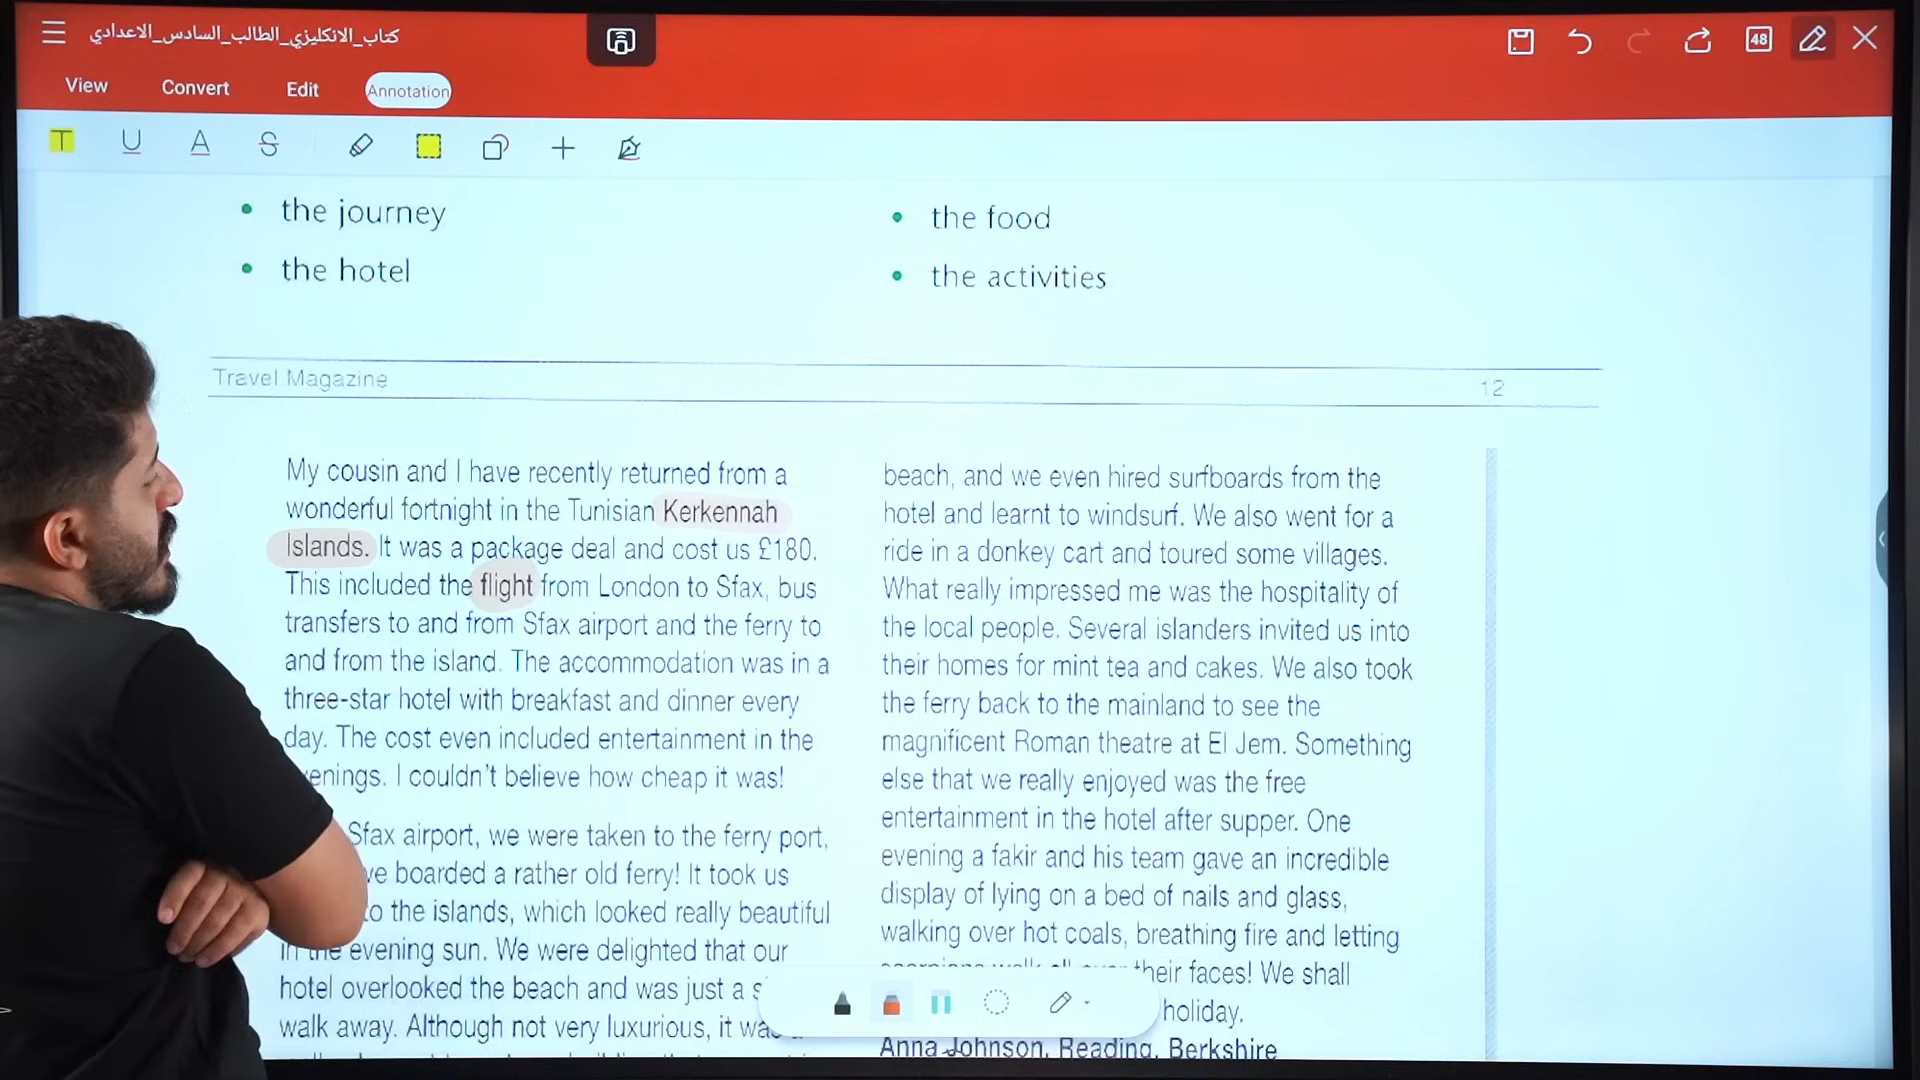 كتاب_الانكليزي_الطالب_السادس_الاعدادي
48
View Convert Edit Annotation
T U A S
the journey
the hotel
the food
the activities
Travel Magazine 12
My cousin and I have recently returned from a
wonderful fortnight in the Tunisian Kerkennah
Islands. It was a package deal and cost us £180.
This included the flight from London to Sfax, bus
transfers to and from Sfax airport and the ferry to
and from the island. The accommodation was in a
three-star hotel with breakfast and dinner every
day. The cost even included entertainment in the
enings. I couldn't believe how cheap it was!
Sfax airport, we were taken to the ferry port,
ve boarded a rather old ferry! It took us
to the islands, which looked really beautiful
in the evening sun. We were delighted that our
hotel overlooked the beach and was just a
walk away. Although not very luxurious, it was
beach, and we even hired surfboards from the
hotel and learnt to windsurf. We also went for a
ride in a donkey cart and toured some villages.
What really impressed me was the hospitality of
the local people. Several islanders invited us into
their homes for mint tea and cakes. We also took
the ferry back to the mainland to see the
magnificent Roman theatre at El Jem. Something
else that we really enjoyed was the free
entertainment in the hotel after supper. One
evening a fakir and his team gave an incredible
display of lying on a bed of nails and glass,
walking over hot coals, breathing fire and letting
their faces! We shall
holiday.
Anna Johnson, Reading, Berkshire